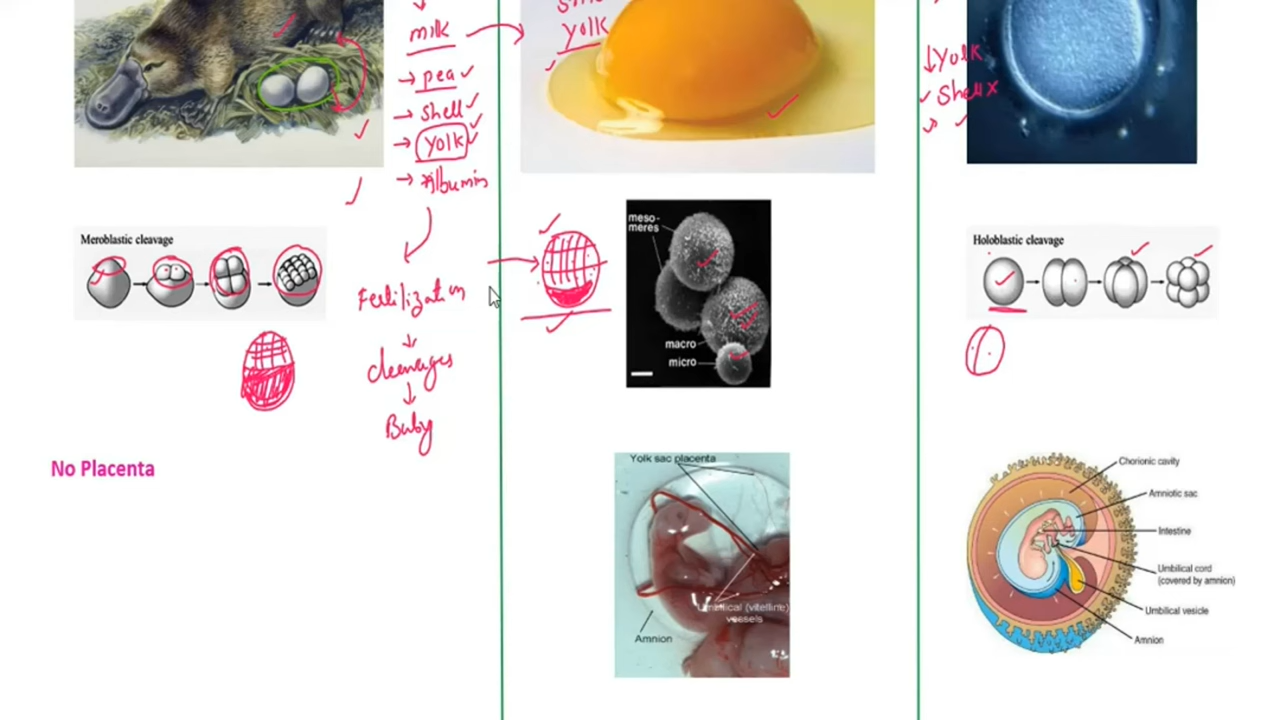 milk
→ pea ✓
→ shell ✓
→ yolk ✓
→ Albumin
Fertilization
↓
cleavages
↓
Baby
Meroblastic cleavage
No Placenta
yolk
meso-
meres
macro
micro
Yolk sac placenta
Umbilical (vitelline)
vessels
Amnion
↓Yolk
✓ Shell x
Holoblastic cleavage
Chorionic cavity
Amniotic sac
Intestine
Umbilical cord
(covered by amnion)
Umbilical vesicle
Amnion